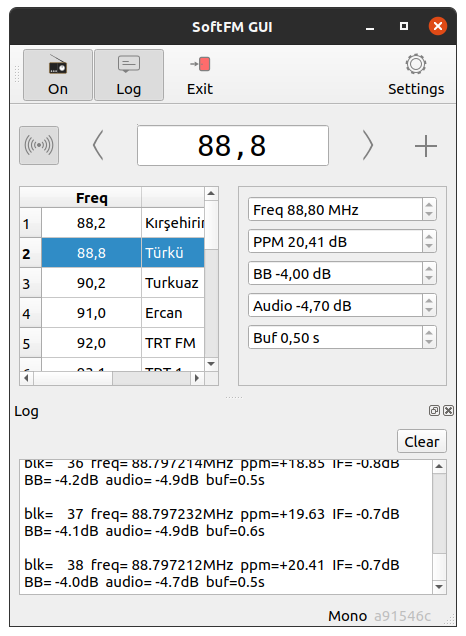 SoftFM GUI
On Log Exit Settings
88,8
Freq
1 88,2 Kırşehirin
2 88,8 Türkü
3 90,2 Turkuaz
4 91,0 Ercan
5 92,0 TRT FM
Freq 88,80 MHz
PPM 20,41 dB
BB -4,00 dB
Audio -4,70 dB
Buf 0,50 s
Log
Clear
blk= 36 freq= 88.797214MHz ppm=+18.85 IF= -0.8dB
BB= -4.2dB audio= -4.9dB buf=0.5s
blk= 37 freq= 88.797232MHz ppm=+19.63 IF= -0.7dB
BB= -4.1dB audio= -4.9dB buf=0.6s
blk= 38 freq= 88.797212MHz ppm=+20.41 IF= -0.7dB
BB= -4.0dB audio= -4.7dB buf=0.5s
Mono a91546c